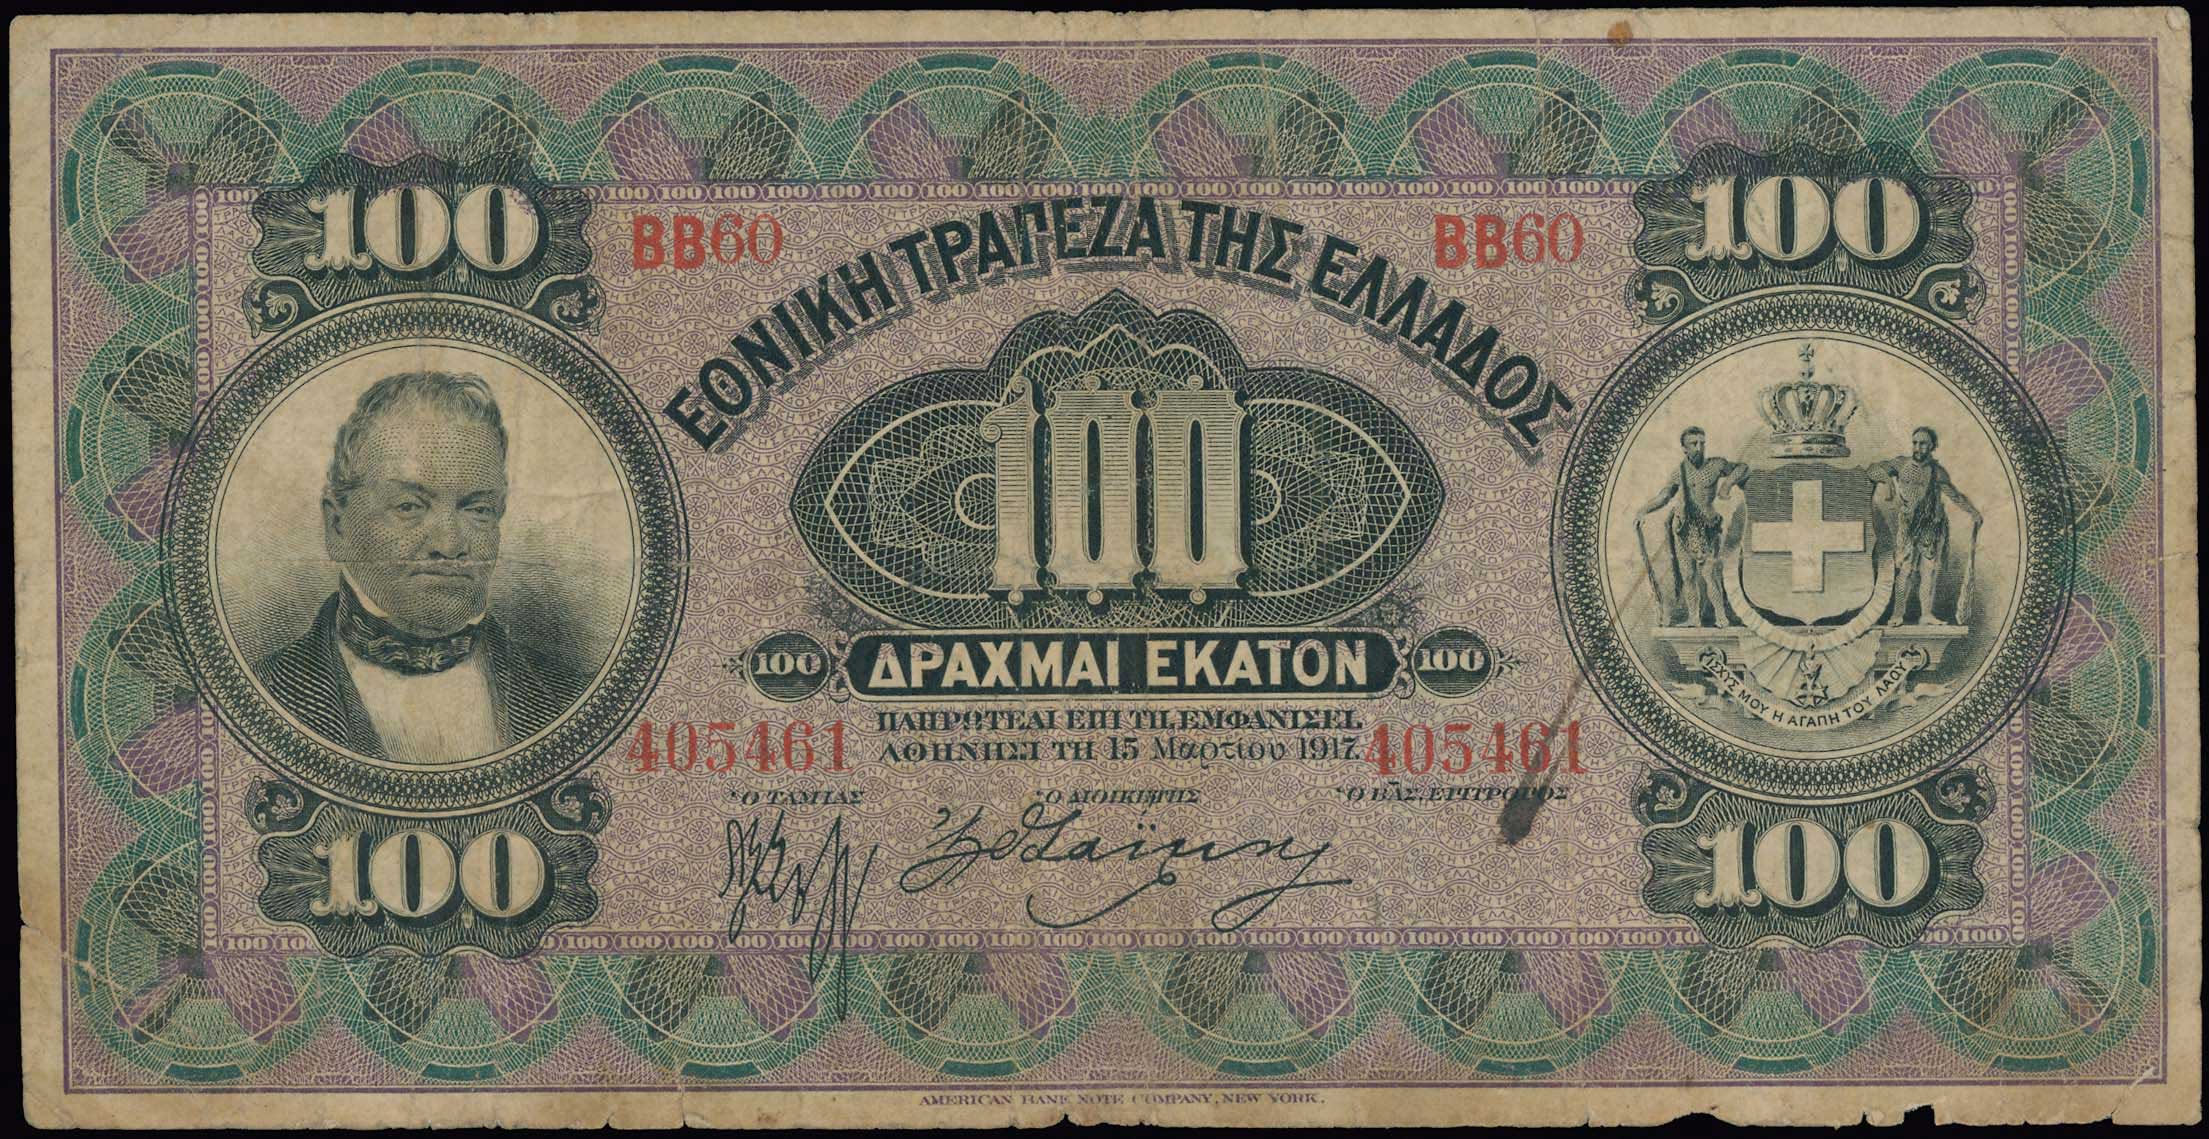 100 100
BB60 BB60
ΕΘΝΙΚΗ ΤΡΑΠΕΖΑ ΤΗΣ ΕΛΛΑΔΟΣ
100
100 ΔΡΑΧΜΑΙ ΕΚΑΤΟΝ 100
ΠΛΗΡΩΤΕΑΙ ΕΠΙ ΤΗι ΕΜΦΑΝΙΣΕΙ.
405461 ΑΘΗΝΗΣΙ ΤΗ 15 Μαρτίου 1917. 405461
ΙΣΧΥΣ ΜΟΥ Η ΑΓΑΠΗ ΤΟΥ ΛΑΟΥ
Ὁ ΤΑΜΙΑΣ Ὁ ΔΙΟΙΚΗΤΗΣ Ὁ ΒΑΣ. ΕΠΙΤΡΟΠΟΣ
100 100
AMERICAN BANK NOTE COMPANY, NEW YORK.